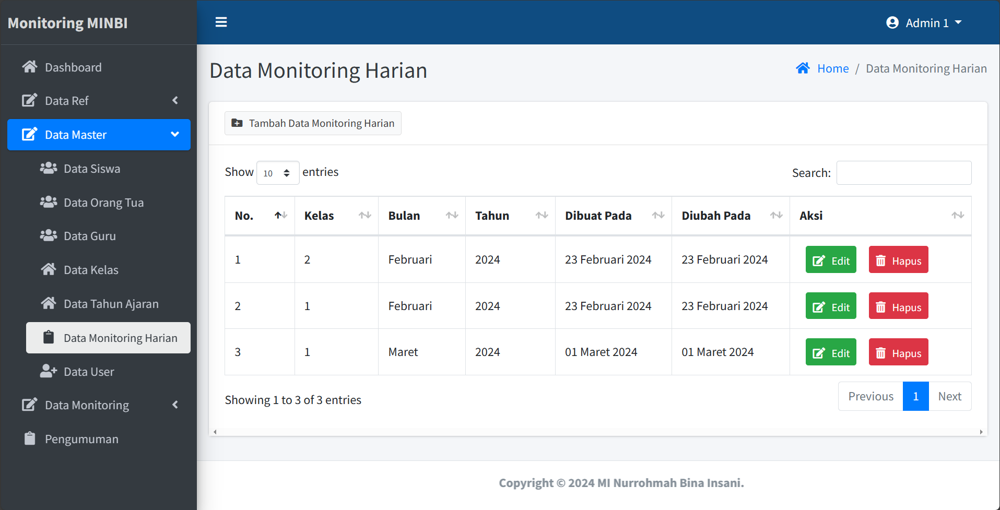 Monitoring MINBI
Admin 1
Dashboard
Data Ref
Data Master
Data Siswa
Data Orang Tua
Data Guru
Data Kelas
Data Tahun Ajaran
Data Monitoring Harian
Data User
Data Monitoring
Pengumuman
Data Monitoring Harian
Home / Data Monitoring Harian
Tambah Data Monitoring Harian
Show 10 entries
Search:
No. Kelas Bulan Tahun Dibuat Pada Diubah Pada Aksi
1 2 Februari 2024 23 Februari 2024 23 Februari 2024 Edit Hapus
2 1 Februari 2024 23 Februari 2024 23 Februari 2024 Edit Hapus
3 1 Maret 2024 01 Maret 2024 01 Maret 2024 Edit Hapus
Showing 1 to 3 of 3 entries
Previous 1 Next
Copyright © 2024 MI Nurrohmah Bina Insani.